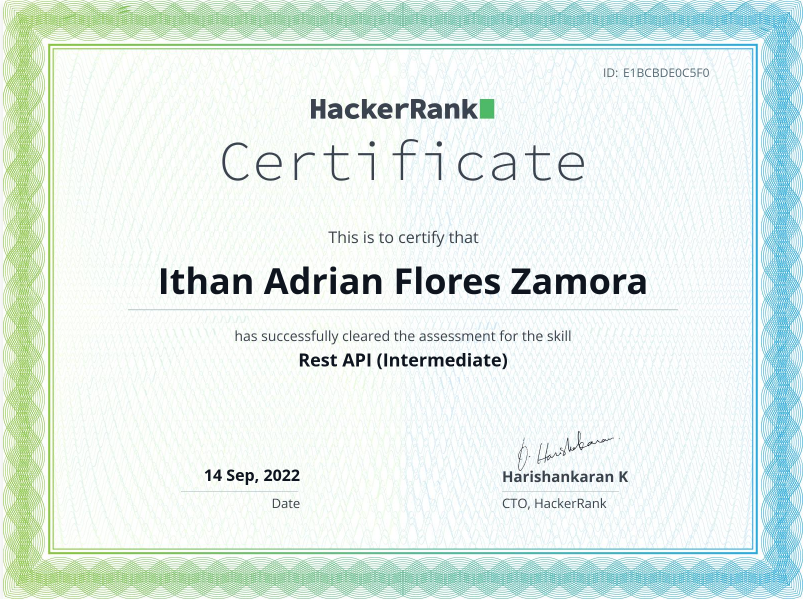 ID: E1BCBDE0C5F0
HackerRank
Certificate
This is to certify that
Ithan Adrian Flores Zamora
has successfully cleared the assessment for the skill
Rest API (Intermediate)
O. Harishankaran
14 Sep, 2022
Harishankaran K
Date
CTO, HackerRank